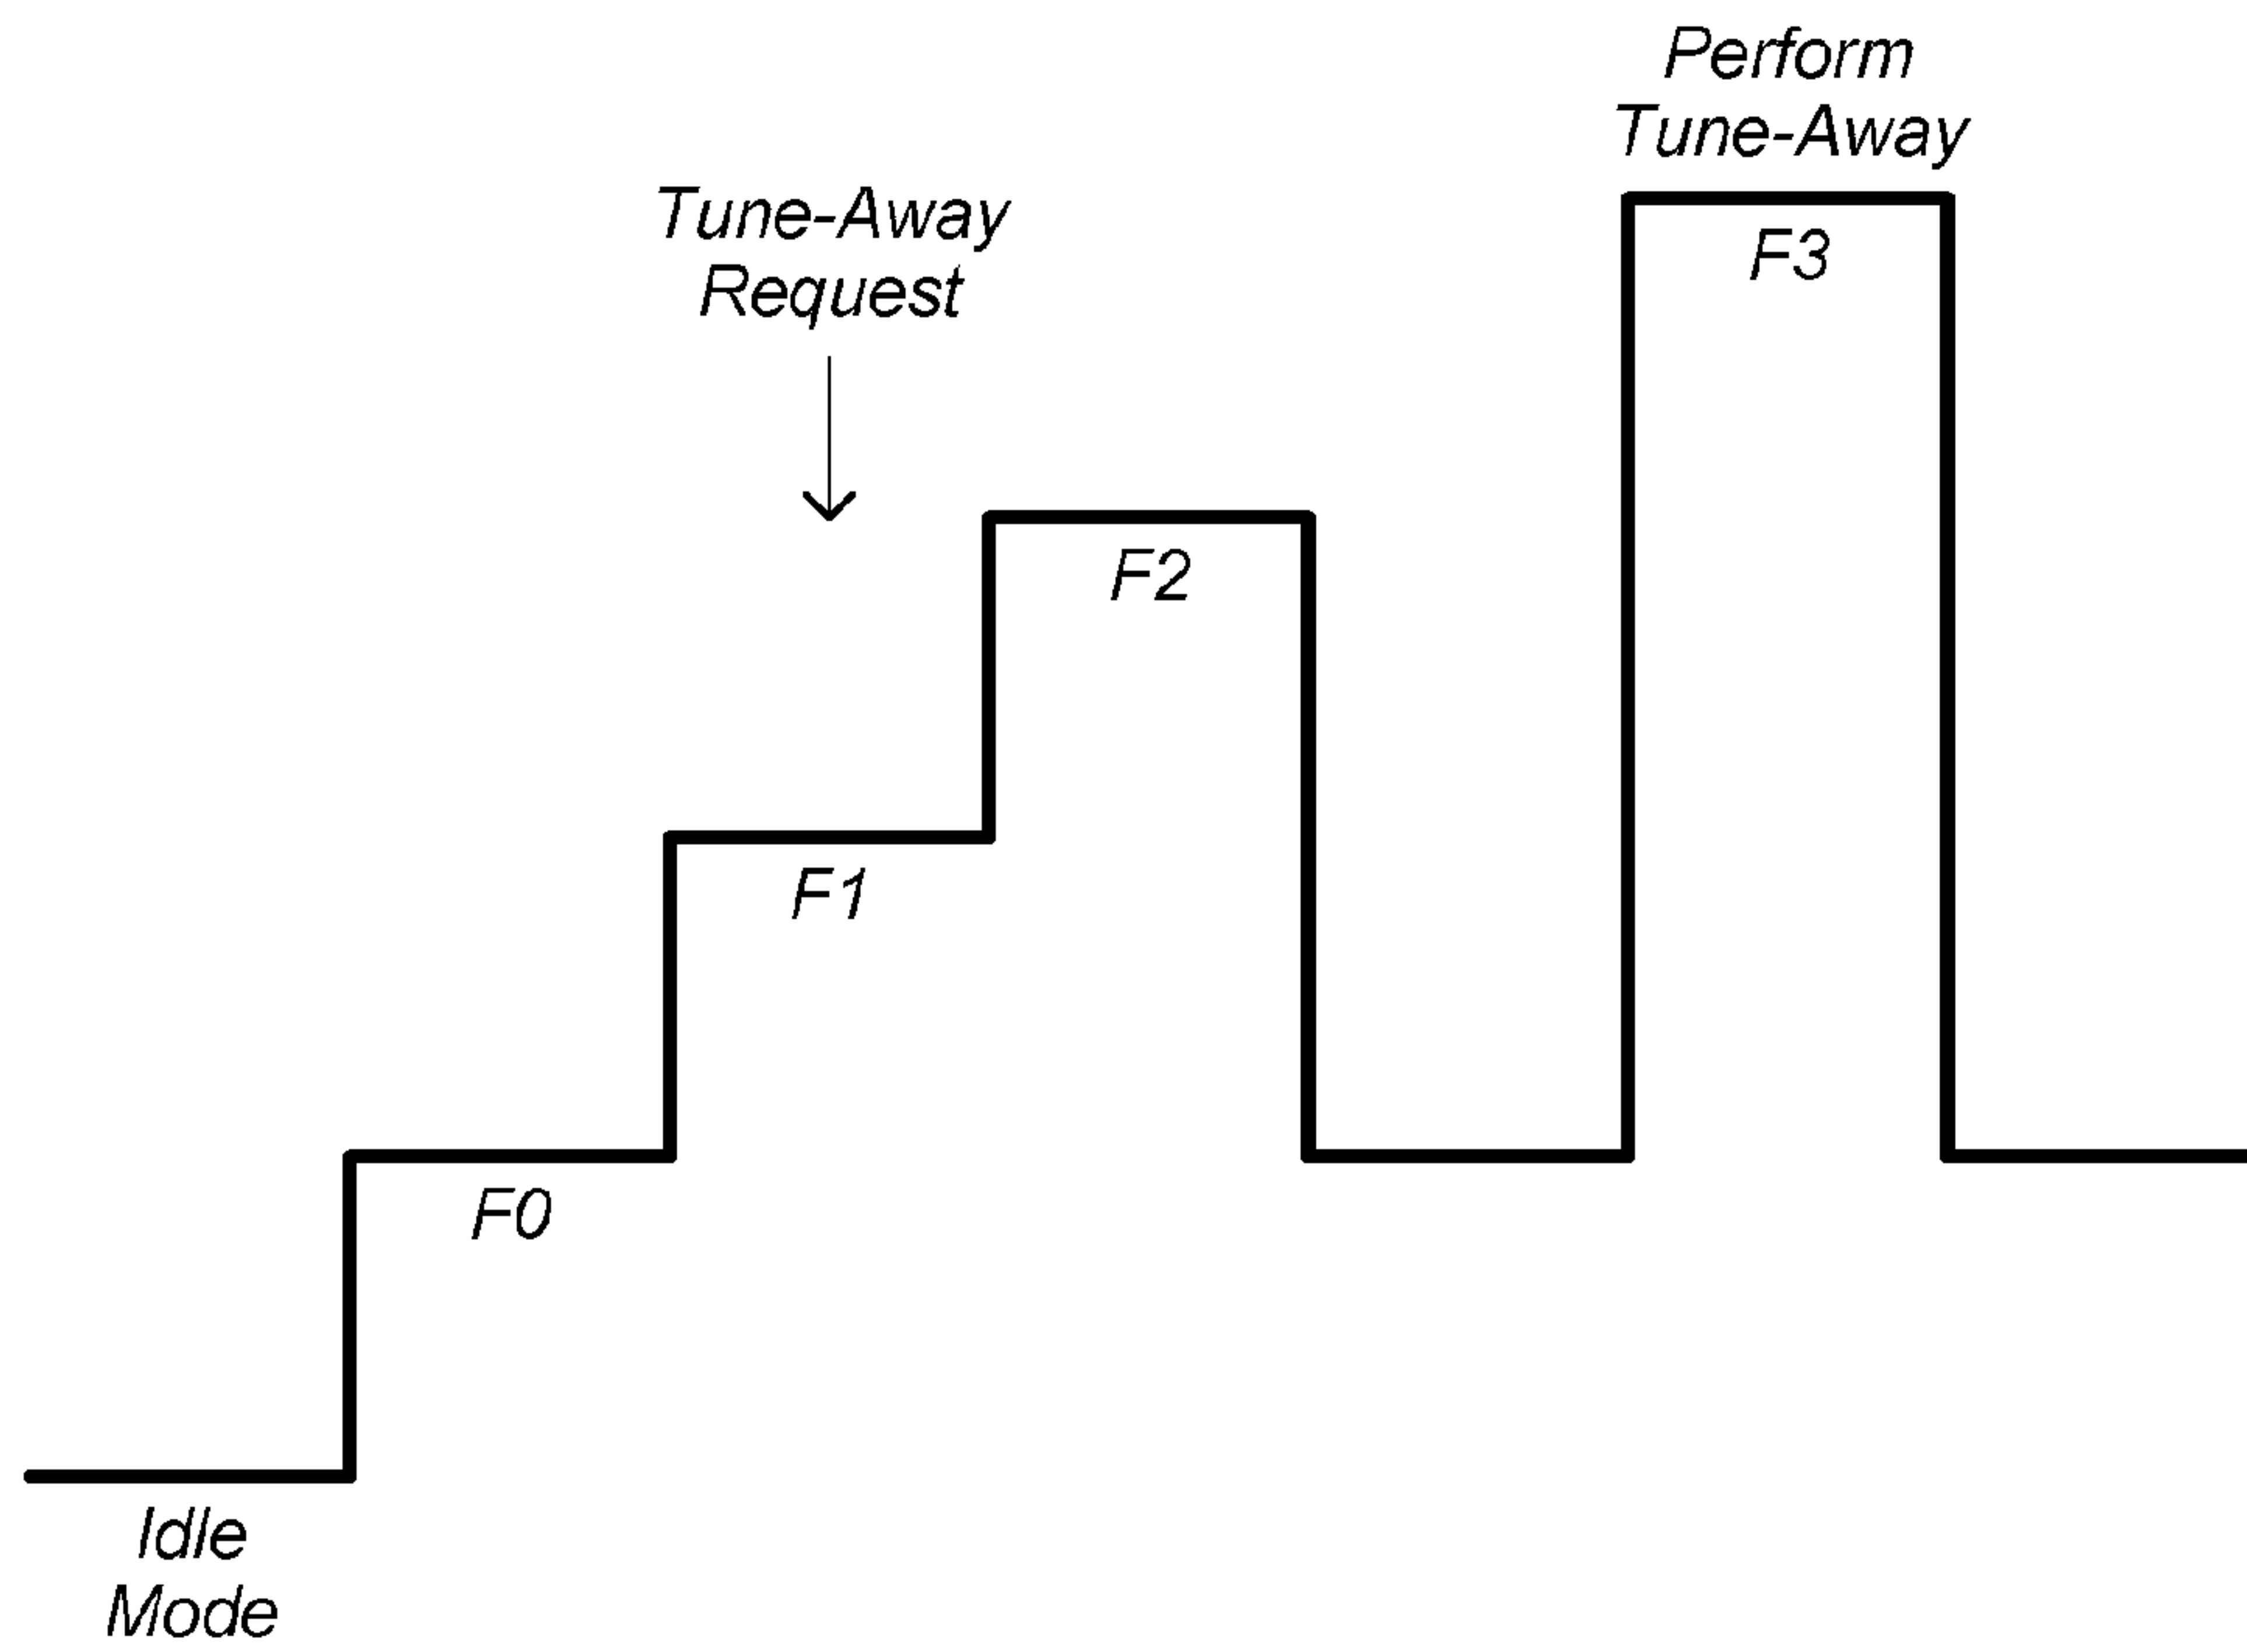 Perform
Tune-Away
F3
Tune-Away
Request
F2
F1
F0
Idle
Mode